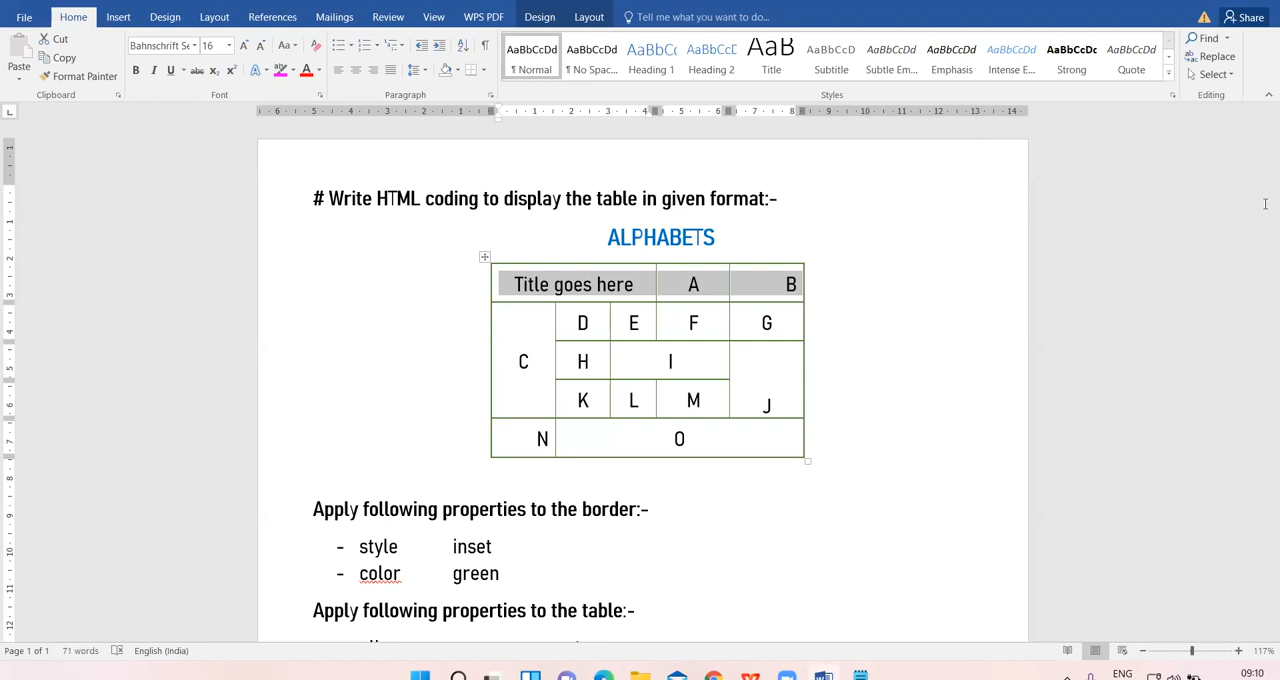 File Home Insert Design Layout References Mailings Review View WPS PDF Design Layout Tell me what you want to do... Share
Cut
Copy
Format Painter
Paste
Clipboard
Bahnschrift Se 16
Font
Paragraph
AaBbCcDd AaBbCcDd AaBbCc AaBbCcD AaB AaBbCcD AaBbCcDd AaBbCcDd AaBbCcDd AaBbCcDc AaBbCcDd
¶ Normal ¶ No Spac... Heading 1 Heading 2 Title Subtitle Subtle Em... Emphasis Intense E... Strong Quote
Styles
Find
Replace
Select
Editing
# Write HTML coding to display the table in given format:-
ALPHABETS
Title goes here A B
D E F G
C H I
K L M J
N O
Apply following properties to the border:-
- style inset
- color green
Apply following properties to the table:-
Page 1 of 1 71 words English (India) 117%
ENG 09:10